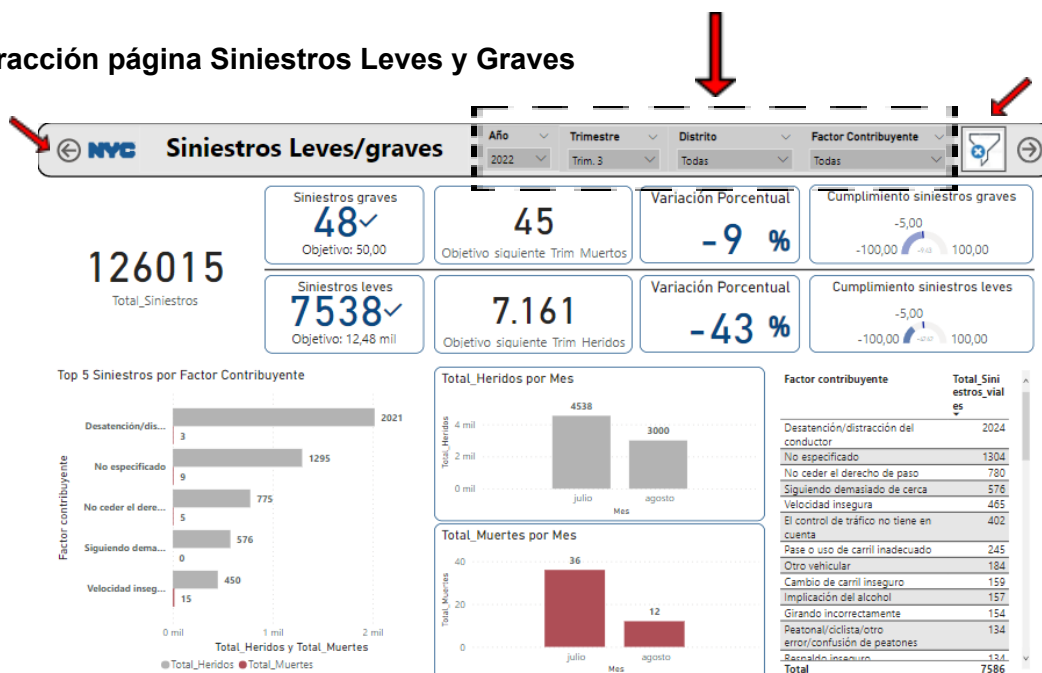 racción página Siniestros Leves y Graves
NYC
Siniestros Leves/graves
Año
2022
Trimestre
Trim. 3
Distrito
Todas
Factor Contribuyente
Todas
126015
Total_Siniestros
Siniestros graves
48
Objetivo: 50,00
45
Objetivo siguiente Trim Muertos
Variación Porcentual
-9 %
Cumplimiento siniestros graves
-5,00
-100,00
100,00
Siniestros leves
7538
Objetivo: 12,48 mil
7.161
Objetivo siguiente Trim Heridos
Variación Porcentual
-43 %
Cumplimiento siniestros leves
-5,00
-100,00
100,00
Top 5 Siniestros por Factor Contribuyente
Factor contribuyente
Desatención/dis...
2021
3
No especificado
1295
9
No ceder el dere...
775
5
Siguiendo dema...
576
0
Velocidad inseg...
450
15
0 mil
1 mil
2 mil
Total_Heridos y Total_Muertes
Total_Heridos
Total_Muertes
Total_Heridos por Mes
Total_Heridos
4 mil
2 mil
0 mil
4538
3000
julio
agosto
Mes
Total_Muertes por Mes
Total_Muertes
40
20
0
36
12
julio
agosto
Mes
Factor contribuyente
Total_Sini
estros_vial
es
Desatención/distracción del
conductor
2024
No especificado
1304
No ceder el derecho de paso
780
Siguiendo demasiado de cerca
576
Velocidad insegura
465
El control de tráfico no tiene en
cuenta
402
Pase o uso de carril inadecuado
245
Otro vehicular
184
Cambio de carril inseguro
159
Implicación del alcohol
157
Girando incorrectamente
154
Peatonal/ciclista/otro
error/confusión de peatones
134
Respaldo inseguro
134
Total
7586